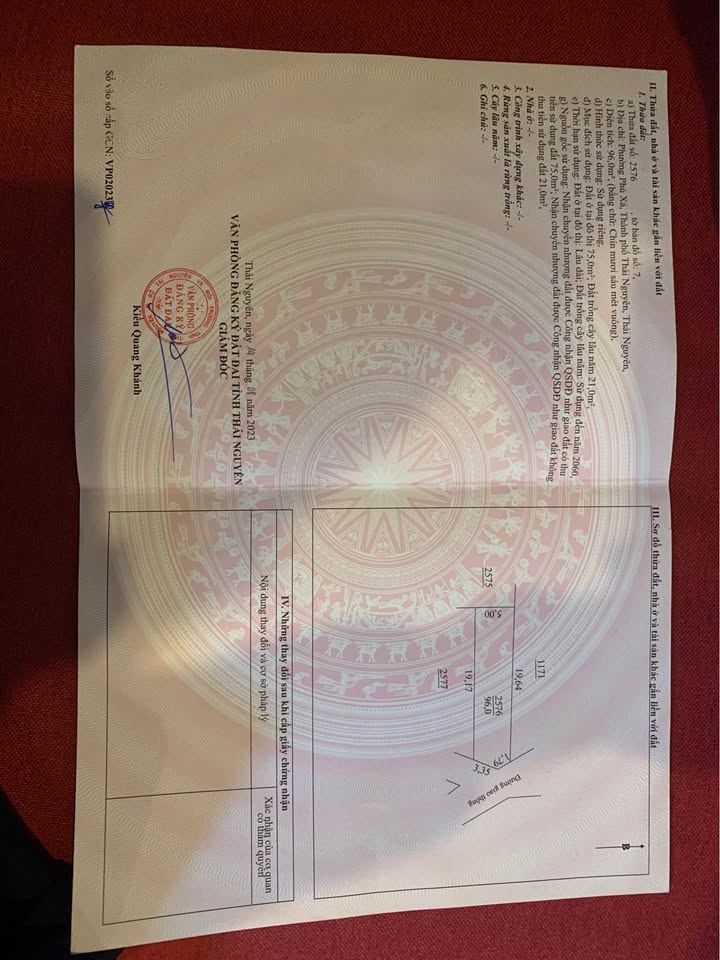 II. Thửa đất, nhà ở và tài sản khác gắn liền với đất
1. Thửa đất:
a) Thửa đất số: 2576 , tờ bản đồ số: 7,
b) Địa chỉ: Phường Phú Xá, Thành phố Thái Nguyên, Thái Nguyên,
c) Diện tích: 96,0m², (bằng chữ: Chín mươi sáu mét vuông),
d) Hình thức sử dụng: Sử dụng riêng,
đ) Mục đích sử dụng: Đất ở tại đô thị 75,0m²; Đất trồng cây lâu năm 21,0m²,
e) Thời hạn sử dụng: Đất ở tại đô thị: Lâu dài; Đất trồng cây lâu năm: Sử dụng đến năm 2060,
g) Nguồn gốc sử dụng: Nhận chuyển nhượng đất được Công nhận QSDĐ như giao đất có thu
tiền sử dụng đất 75,0m²; Nhận chuyển nhượng đất được Công nhận QSDĐ như giao đất không
thu tiền sử dụng đất 21,0m²,
2. Nhà ở: -/-
3. Công trình xây dựng khác: -/-
4. Rừng sản xuất là rừng trồng: -/-
5. Cây lâu năm: -/-
6. Ghi chú: -/-
Thái Nguyên, ngày tháng năm 2023
VĂN PHÒNG ĐĂNG KÝ ĐẤT ĐAI TỈNH THÁI NGUYÊN
GIÁM ĐỐC
VĂN PHÒNG
ĐĂNG KÝ
ĐẤT ĐAI
Kiều Quang Khánh
Số vào sổ cấp GCN: VP02023
III. Sơ đồ thửa đất, nhà ở và tài sản khác gắn liền với đất
B
1171
19,64
2575
5,00
2576
96,0
1,79
3,35
Đường giao thông
19,17
2577
IV. Những thay đổi sau khi cấp giấy chứng nhận
Nội dung thay đổi và cơ sở pháp lý
Xác nhận của cơ quan
có thẩm quyền